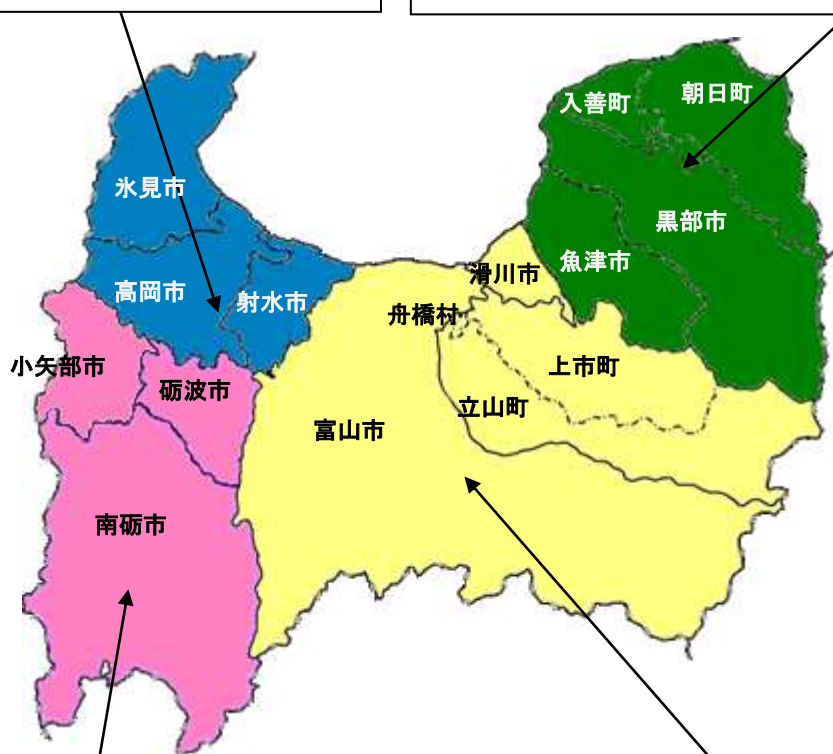 入善町
朝日町
氷見市
黒部市
魚津市
滑川市
高岡市
射水市
舟橋村
小矢部市
砺波市
上市町
立山町
富山市
南砺市